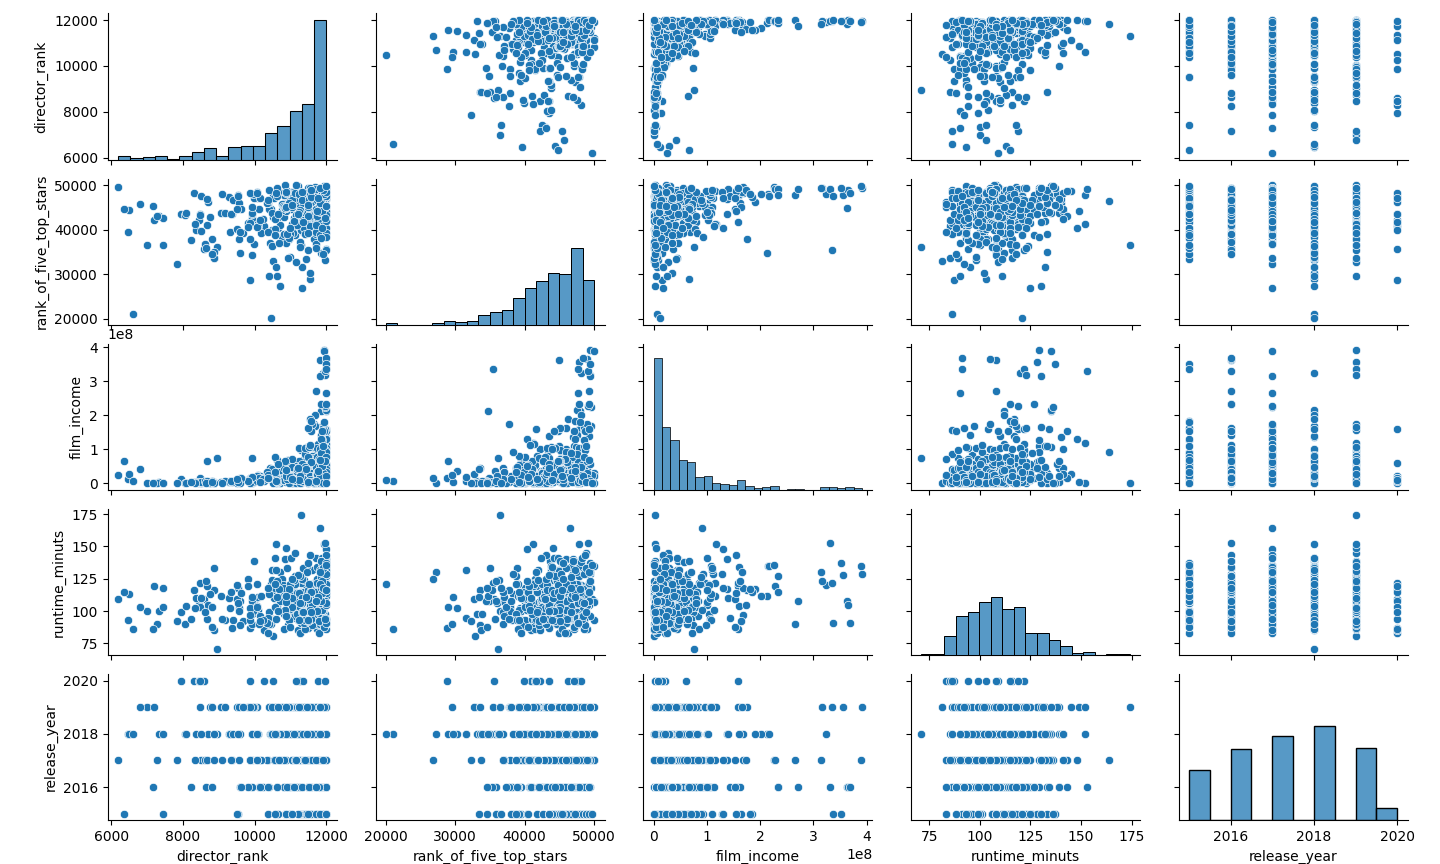 12000
10000
8000
6000
director_rank
50000
40000
30000
20000
rank_of_five_top_stars
1e8
4
3
2
1
0
film_income
175
150
125
100
75
runtime_minuts
2020
2018
2016
release_year
6000 8000 10000 12000
director_rank
20000 30000 40000 50000
rank_of_five_top_stars
0 1 2 3 4
1e8
film_income
75 100 125 150 175
runtime_minuts
2016 2018 2020
release_year